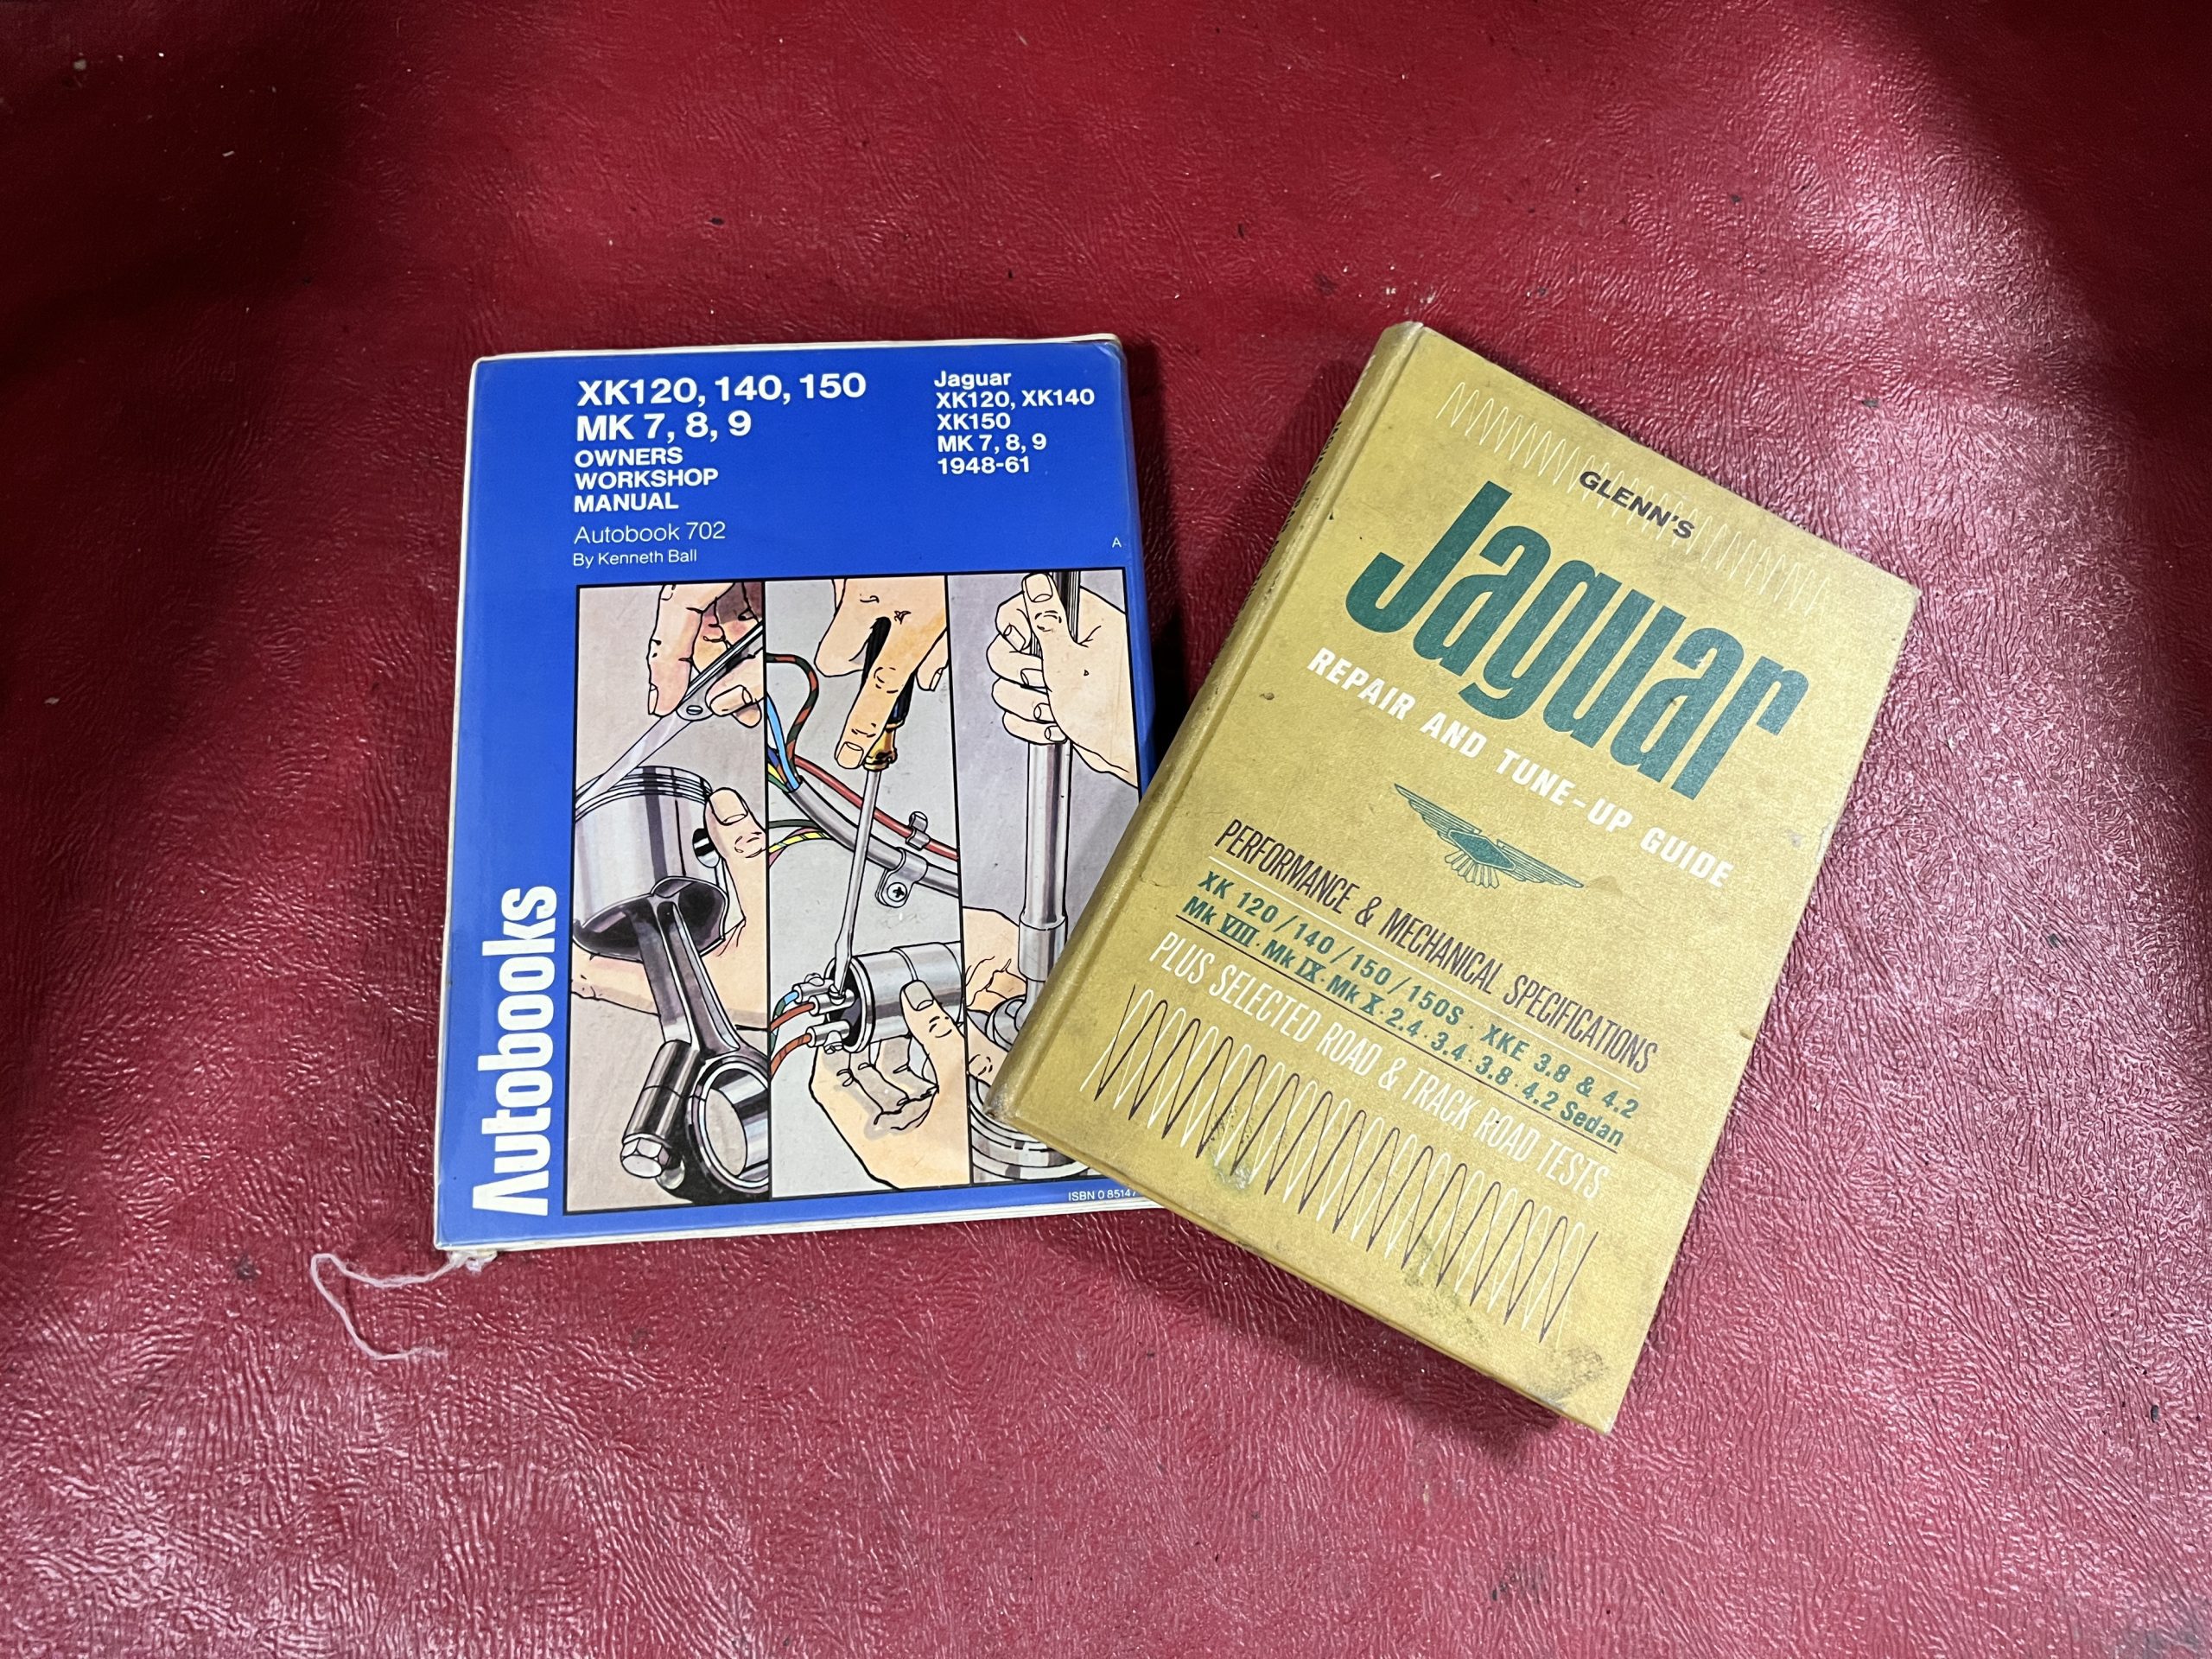 XK120, 140, 150
MK 7, 8, 9
OWNERS
WORKSHOP
MANUAL
Autobook 702
By Kenneth Ball
Jaguar
XK120, XK140
XK150
MK 7, 8, 9
1948-61
A
Autobooks
ISBN 0 85147
GLENN'S
Jaguar
REPAIR AND TUNE-UP GUIDE
PERFORMANCE & MECHANICAL SPECIFICATIONS
XK 120/140/150/150S · XKE 3.8 & 4.2
Mk VIII · Mk IX · Mk X · 2.4 · 3.4 · 3.8 · 4.2 Sedan
PLUS SELECTED ROAD & TRACK ROAD TESTS